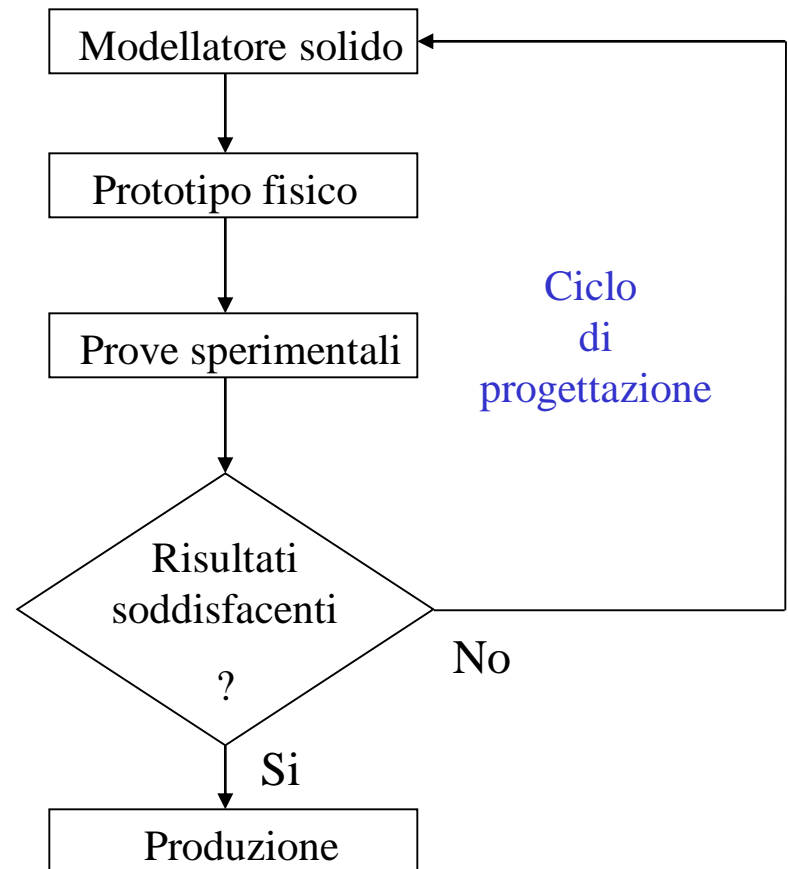 Modellatore solido
Prototipo fisico
Ciclo
di
progettazione
Prove sperimentali
Risultati
soddisfacenti
?
No
Si
Produzione